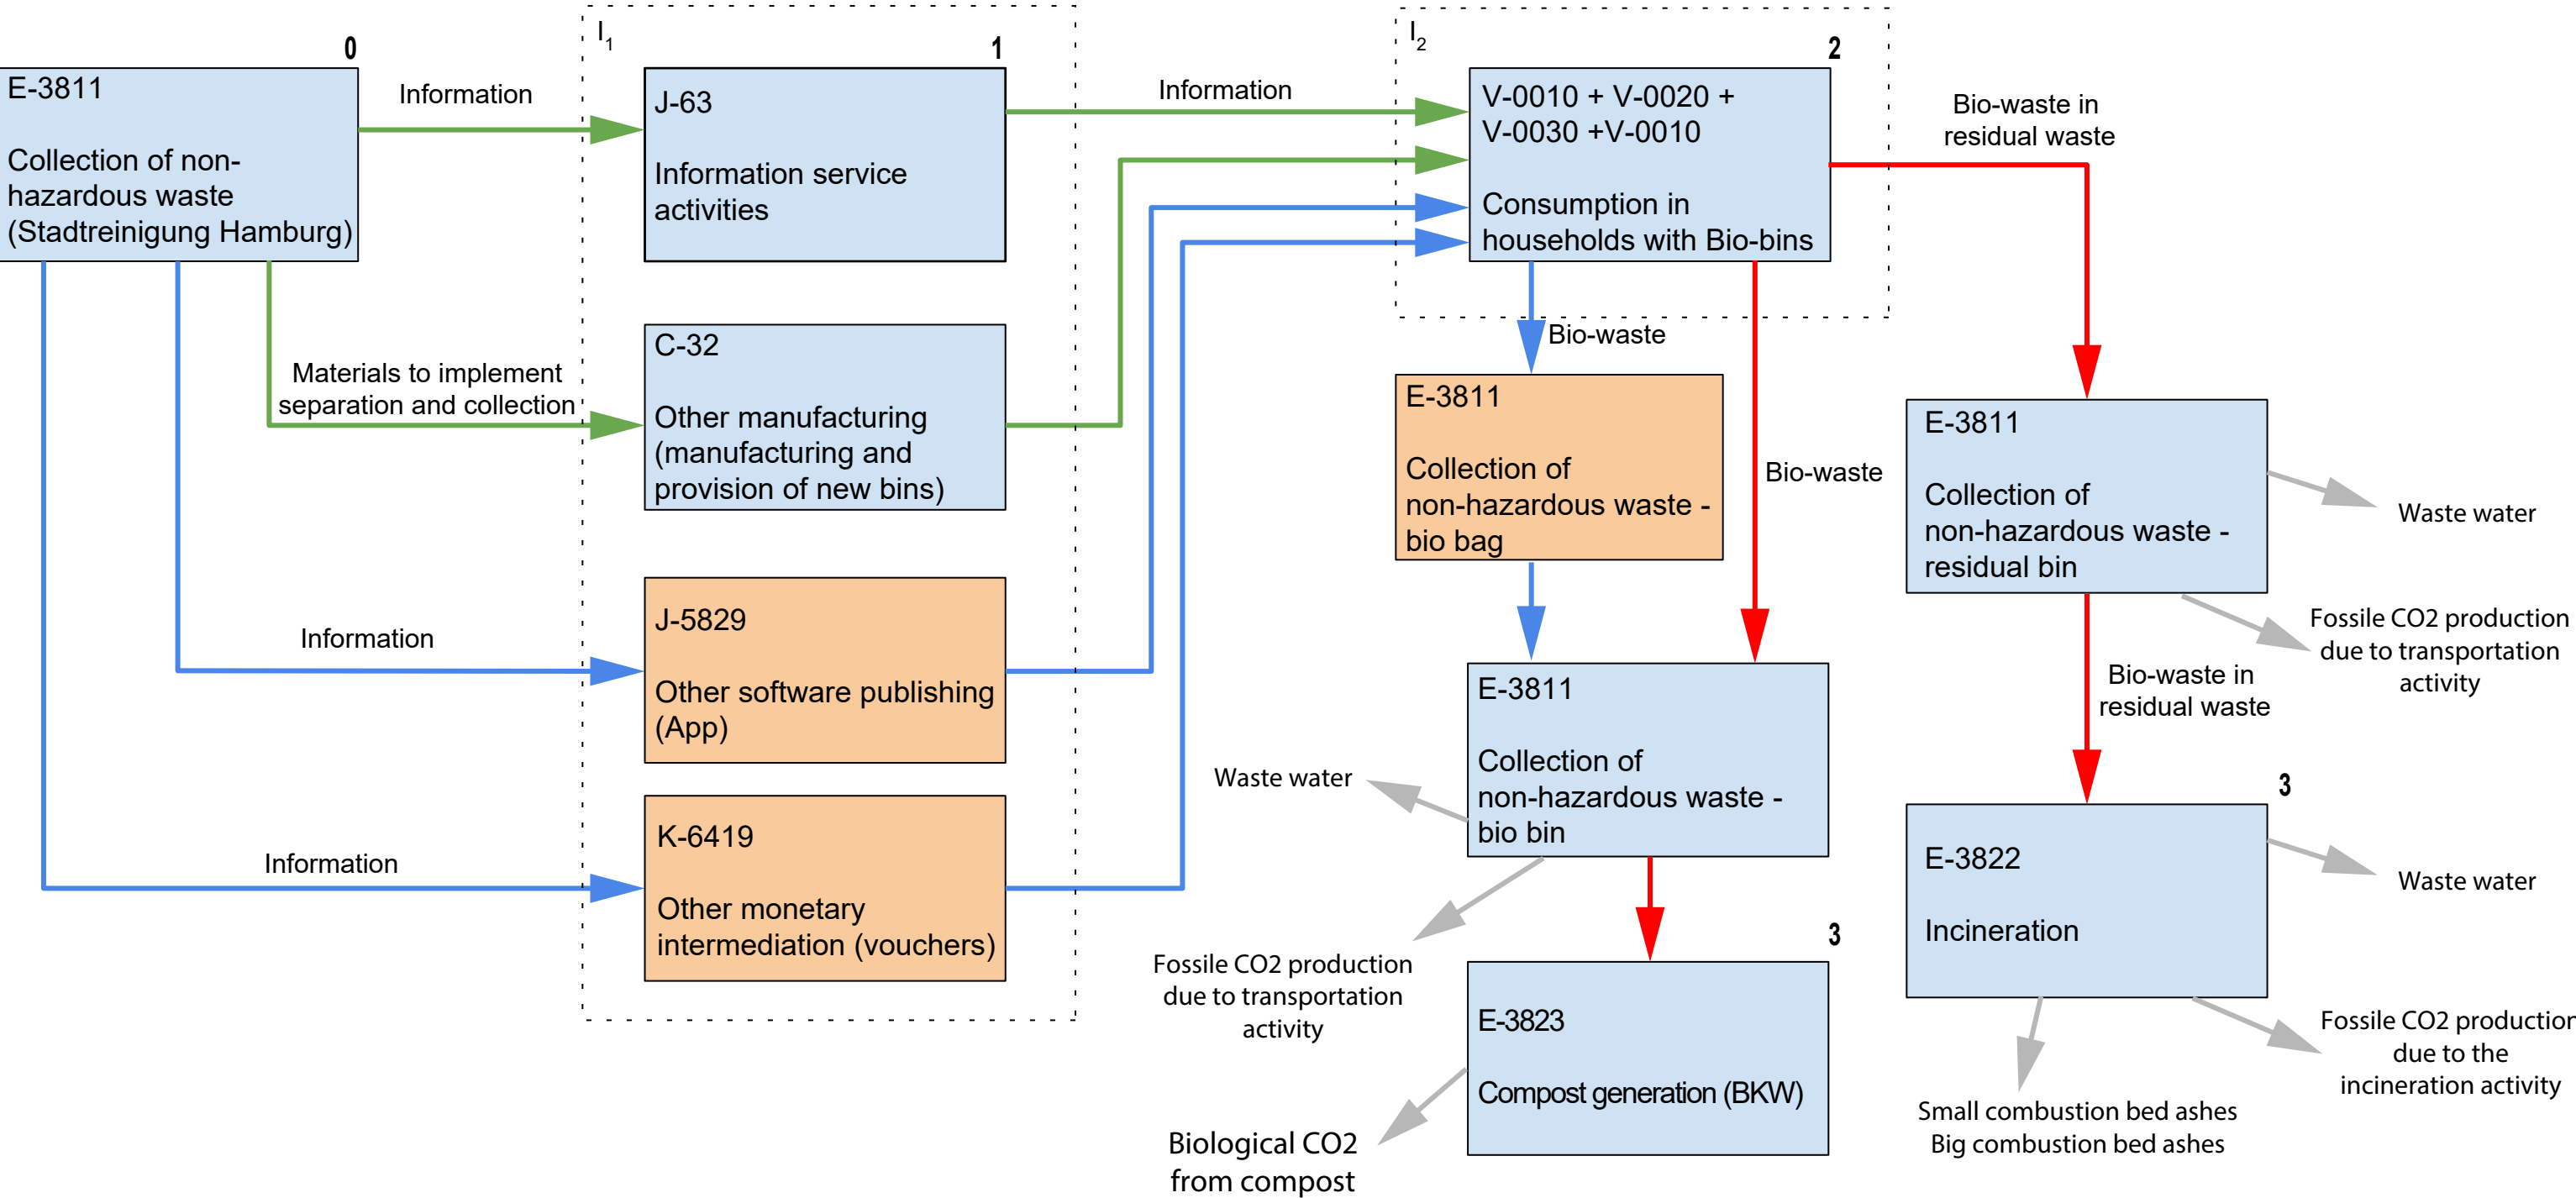 0
E-3811
Collection of non-
hazardous waste
(Stadtreinigung Hamburg)
Information
Materials to implement
separation and collection
Information
Information
I1
1
J-63
Information service
activities
C-32
Other manufacturing
(manufacturing and
provision of new bins)
J-5829
Other software publishing
(App)
K-6419
Other monetary
intermediation (vouchers)
Information
I2
2
V-0010 + V-0020 +
V-0030 +V-0010
Consumption in
households with Bio-bins
Bio-waste in
residual waste
Bio-waste
E-3811
Collection of
non-hazardous waste -
bio bag
Bio-waste
E-3811
Collection of
non-hazardous waste -
residual bin
Waste water
Fossile CO2 production
due to transportation
activity
Bio-waste in
residual waste
E-3811
Collection of
non-hazardous waste -
bio bin
Waste water
Fossile CO2 production
due to transportation
activity
3
E-3823
Compost generation (BKW)
Biological CO2
from compost
3
E-3822
Incineration
Waste water
Fossile CO2 production
due to the
incineration activity
Small combustion bed ashes
Big combustion bed ashes